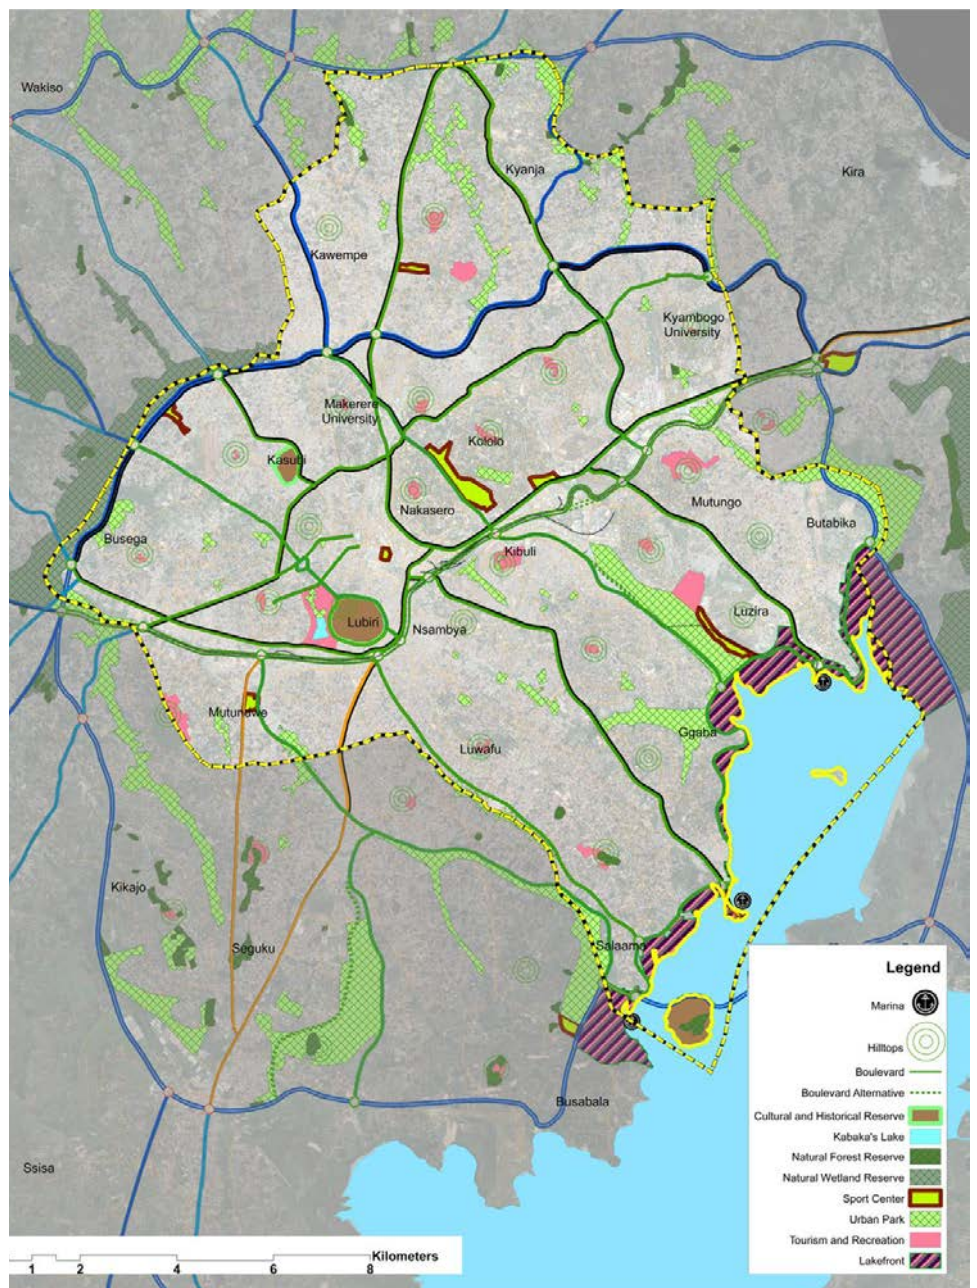 Wakiso
Kyanja
Kira
Kawempe
Kyambogo
University
Makerere
University
Kololo
Kasubi
Mutungo
Nakasero
Butabika
Busega
Kibuli
Luzira
Lubiri
Nsambya
Mutundwe
Ggaba
Luwafu
Kikajo
Seguku
Salaama
Busabala
Ssisa
Legend
Marina
Hilltops
Boulevard
Boulevard Alternative
Cultural and Historical Reserve
Kabaka's Lake
Natural Forest Reserve
Natural Wetland Reserve
Sport Center
Urban Park
Tourism and Recreation
Lakefront
Kilometers
1 2 4 6 8